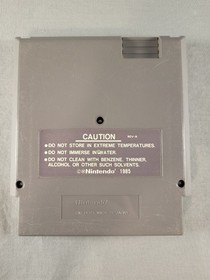 CAUTION
•DO NOT STORE IN EXTREME TEMPERATURES.
•DO NOT IMMERSE IN WATER.
•DO NOT CLEAN WITH BENZENE, THINNER,
ALCOHOL OR OTHER SUCH SOLVENTS.
©®Nintendo® 1985
Nintendo